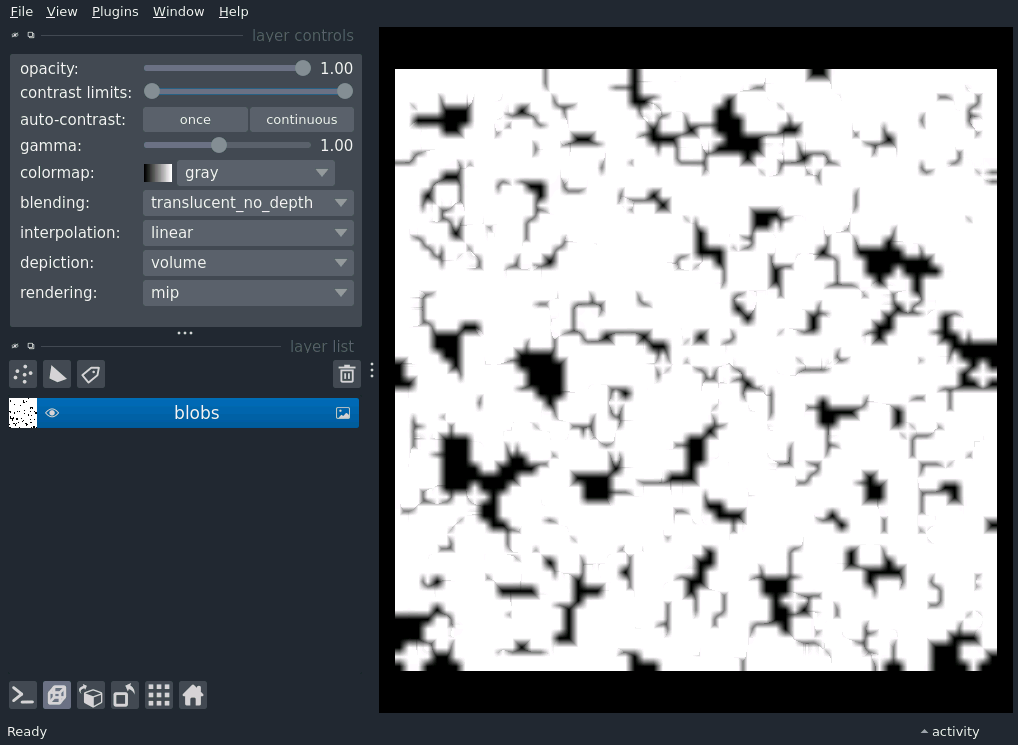 File View Plugins Window Help
layer controls
opacity: 1.00
contrast limits:
auto-contrast: once continuous
gamma: 1.00
colormap: gray
blending: translucent_no_depth
interpolation: linear
depiction: volume
rendering: mip
layer list
blobs
Ready
activity